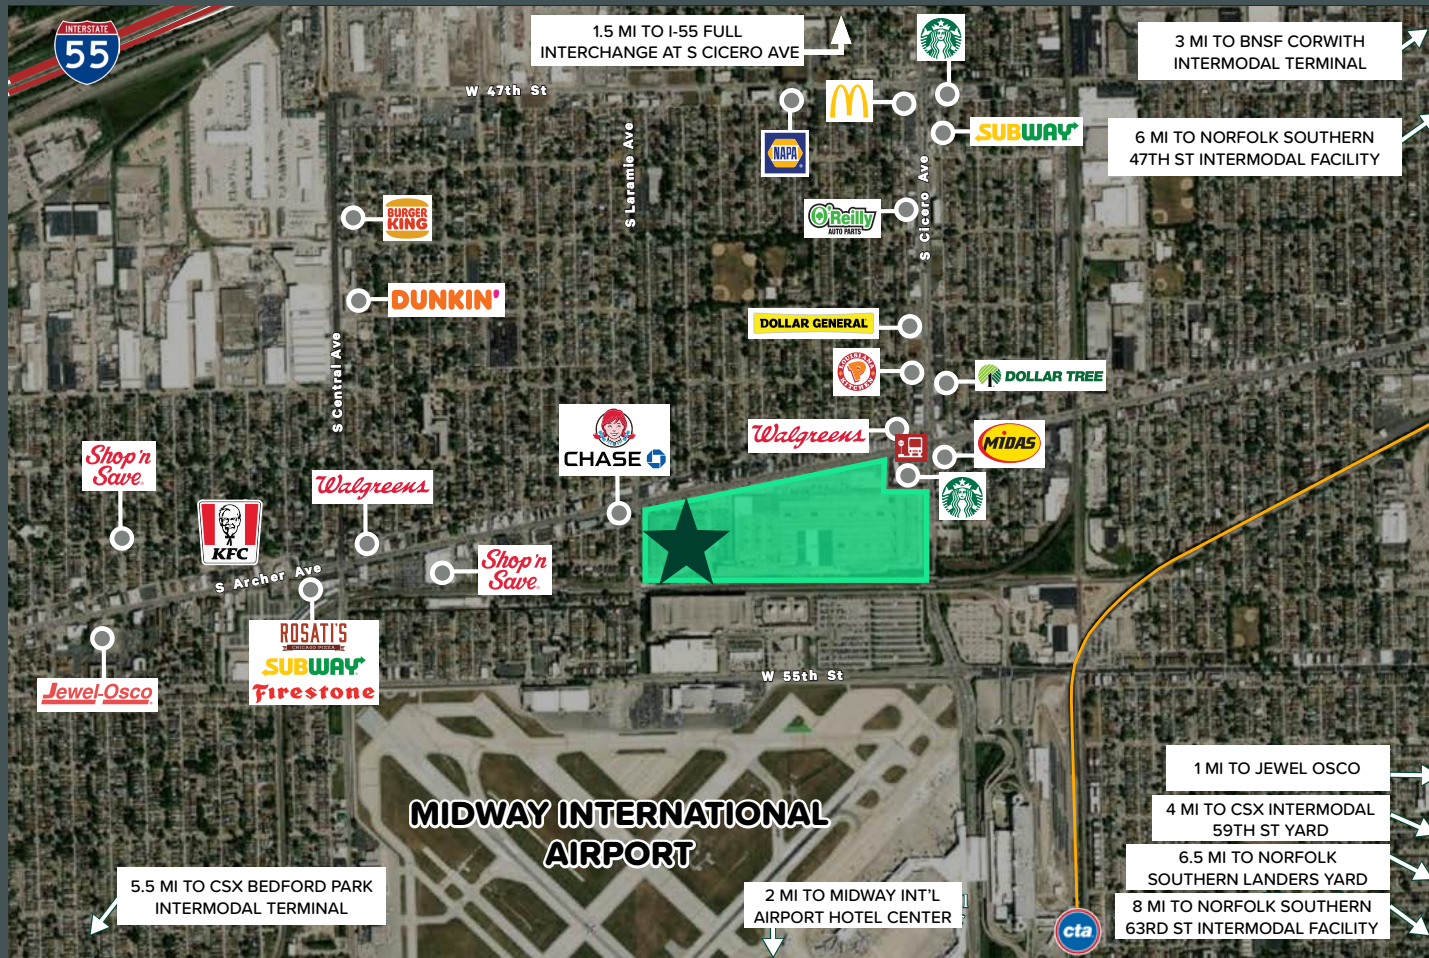 INTERSTATE
55
1.5 MI TO I-55 FULL
INTERCHANGE AT S CICERO AVE
3 MI TO BNSF CORWITH
INTERMODAL TERMINAL
W 47th St
NAPA
SUBWAY
6 MI TO NORFOLK SOUTHERN
47TH ST INTERMODAL FACILITY
S Laramie Ave
S Cicero Ave
BURGER
KING
O'Reilly
AUTO PARTS
DUNKIN'
DOLLAR GENERAL
S Central Ave
LOUISIANA
KITCHEN
DOLLAR TREE
CHASE
Walgreens
MIDAS
Shop'n
Save
Walgreens
KFC
Shop'n
Save
S Archer Ave
ROSATI'S
CHICAGO PIZZA
SUBWAY
Firestone
Jewel-Osco
W 55th St
MIDWAY INTERNATIONAL
AIRPORT
1 MI TO JEWEL OSCO
4 MI TO CSX INTERMODAL
59TH ST YARD
6.5 MI TO NORFOLK
SOUTHERN LANDERS YARD
8 MI TO NORFOLK SOUTHERN
63RD ST INTERMODAL FACILITY
5.5 MI TO CSX BEDFORD PARK
INTERMODAL TERMINAL
2 MI TO MIDWAY INT'L
AIRPORT HOTEL CENTER
cta